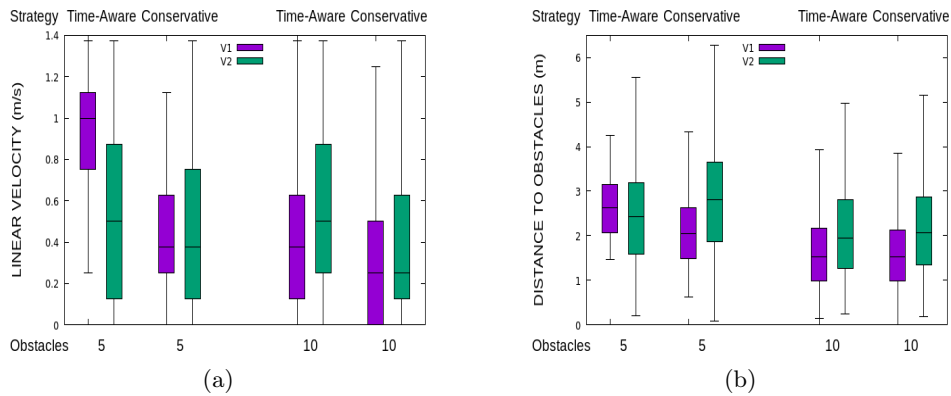 Strategy Time-Aware Conservative Time-Aware Conservative
V1
V2
LINEAR VELOCITY (m/s)
1.4
1.2
1
0.8
0.6
0.4
0.2
0
Obstacles 5 5 10 10
(a)
Strategy Time-Aware Conservative Time-Aware Conservative
V1
V2
DISTANCE TO OBSTACLES (m)
6
5
4
3
2
1
0
Obstacles 5 5 10 10
(b)